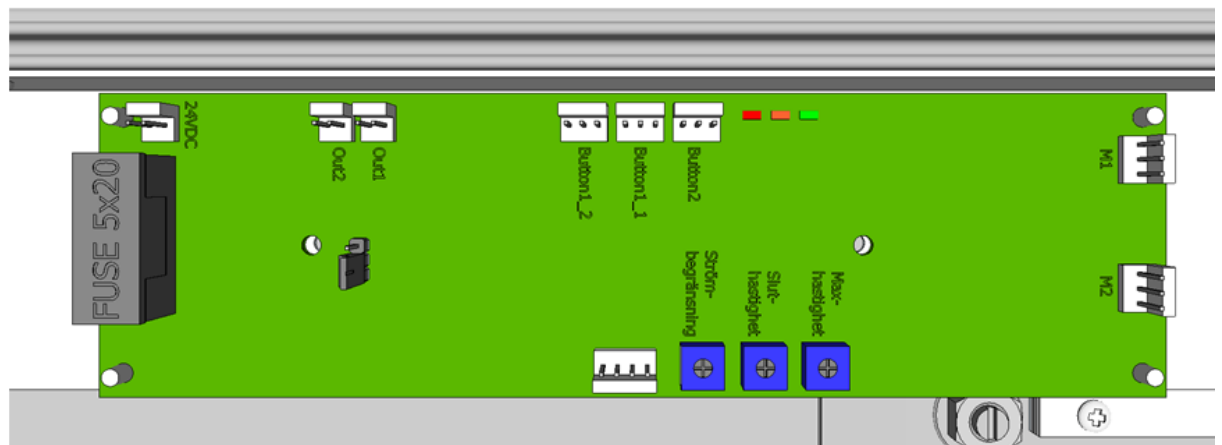 24VDC
Out2
Out1
Button1_2
Button1_1
Button2
M1
FUSE 5x20
Ström-
begränsning
Slut-
hastighet
Max-
hastighet
M2